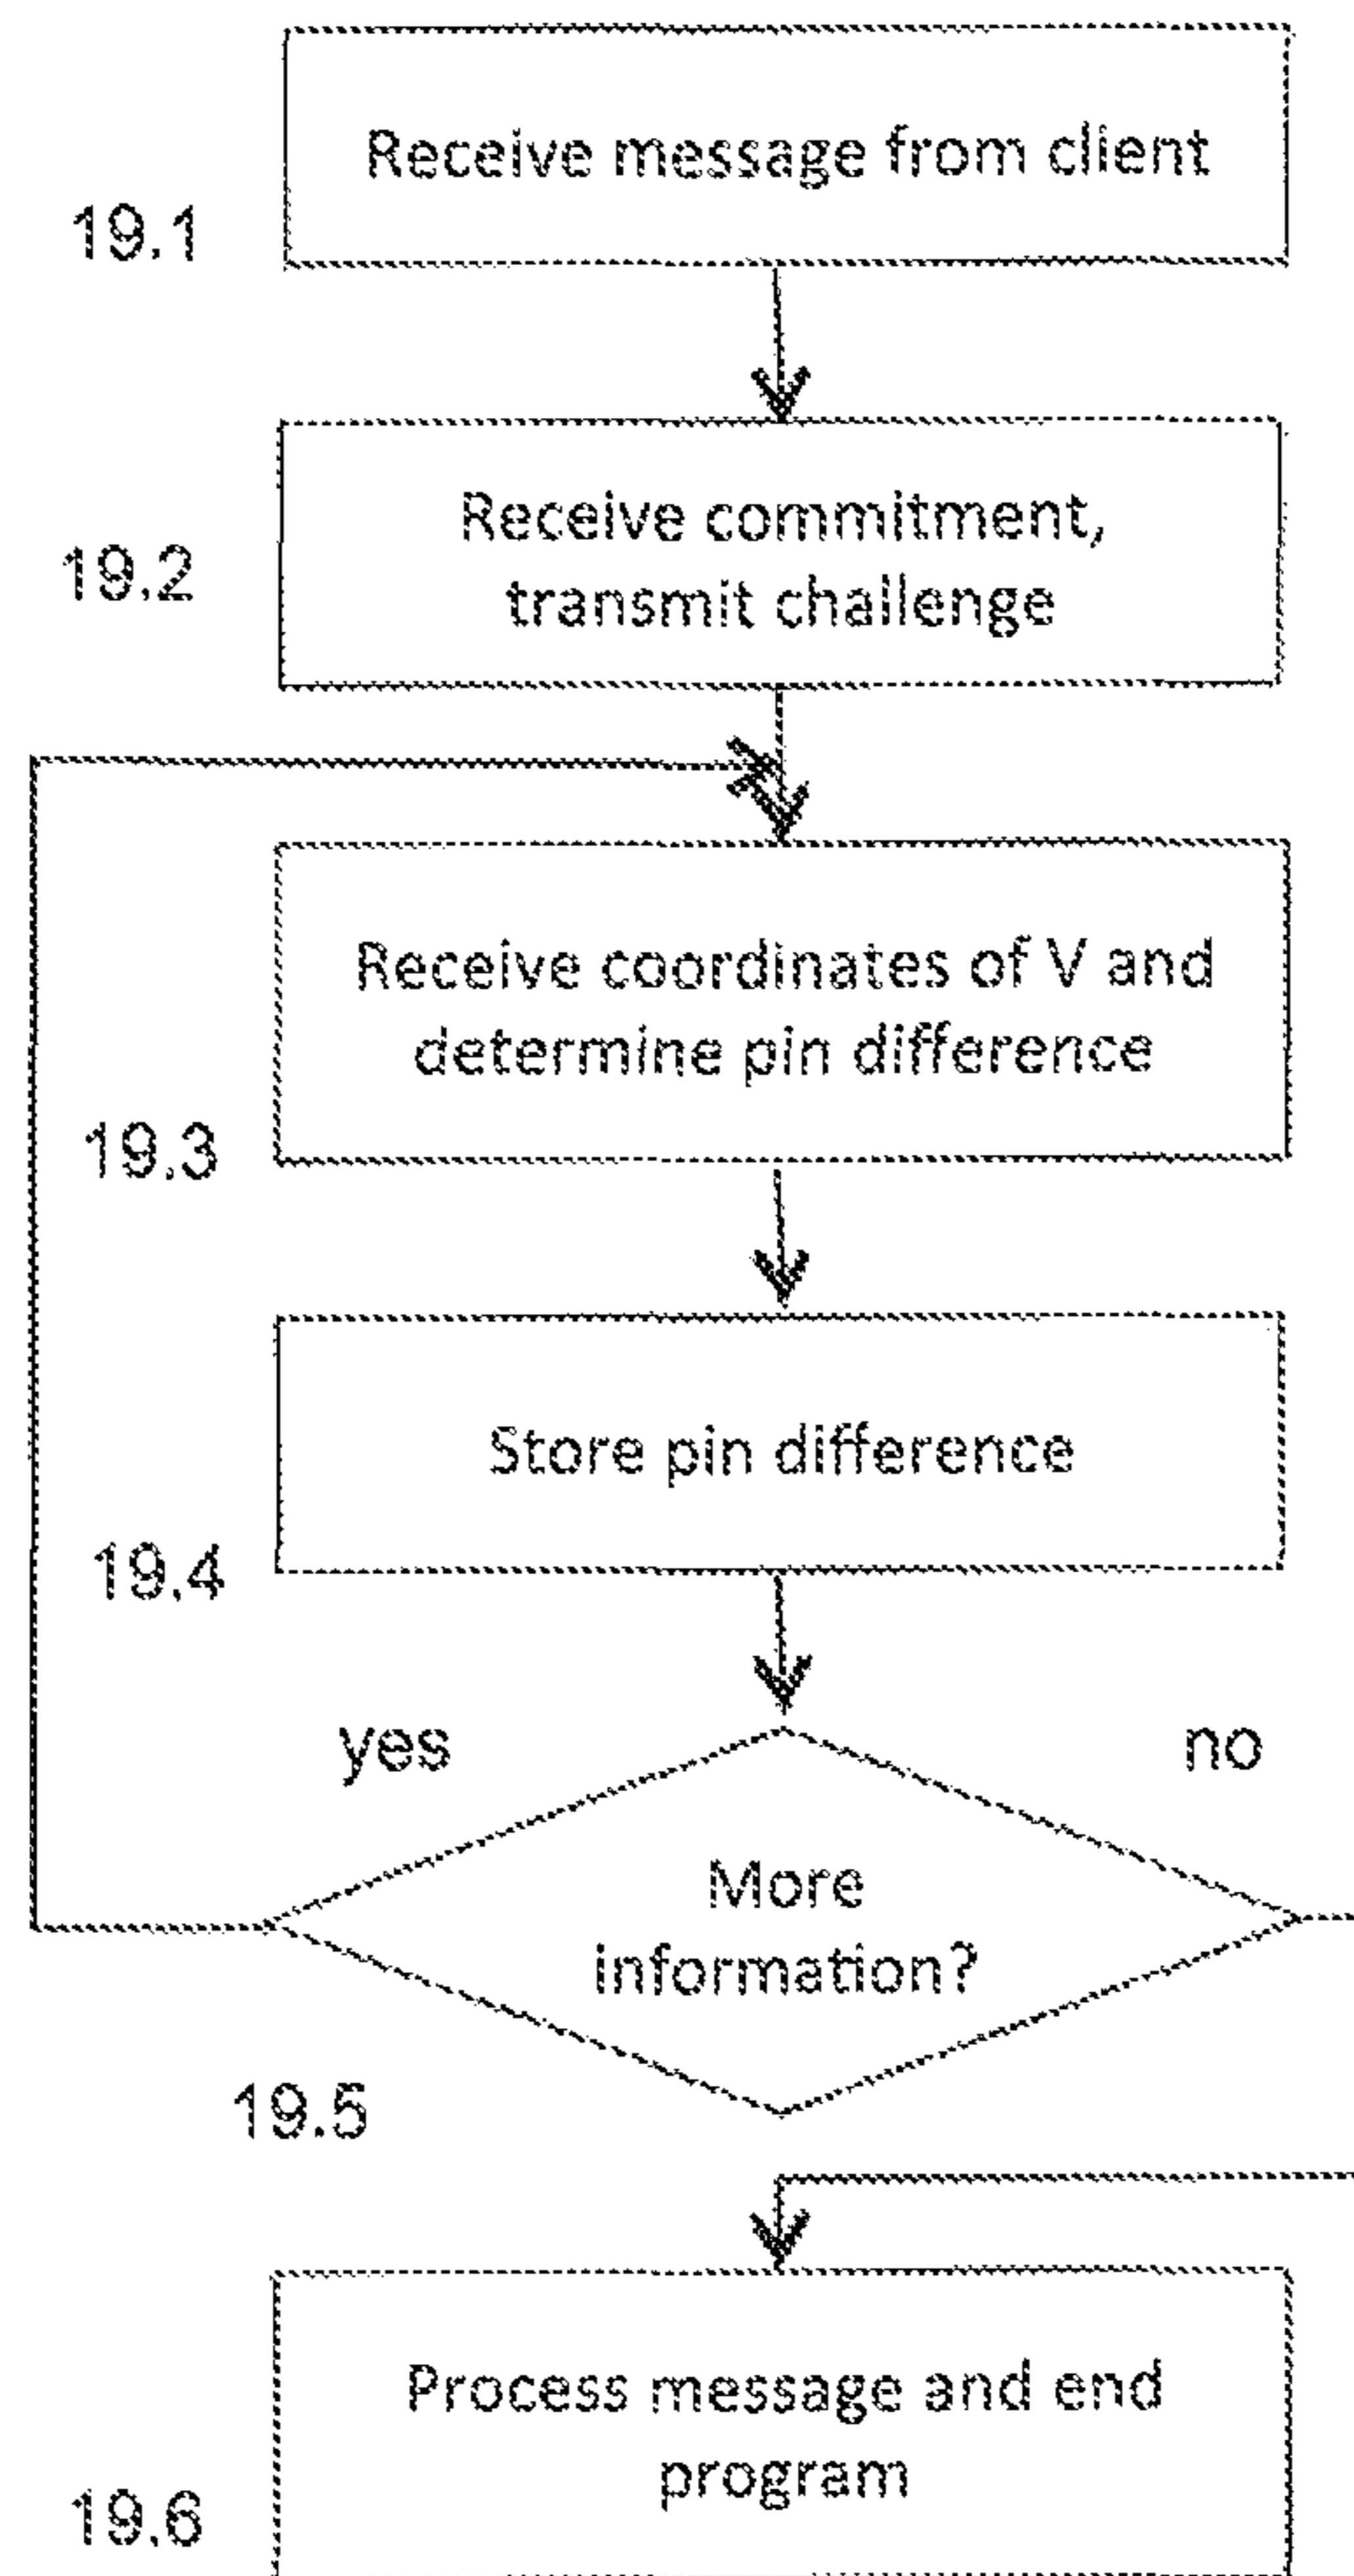 Receive message from client
19.1
Receive commitment,
transmit challenge
19.2
Receive coordinates of V and
determine pin difference
19.3
Store pin difference
19.4
yes
no
More
information?
19.5
Process message and end
program
19.6